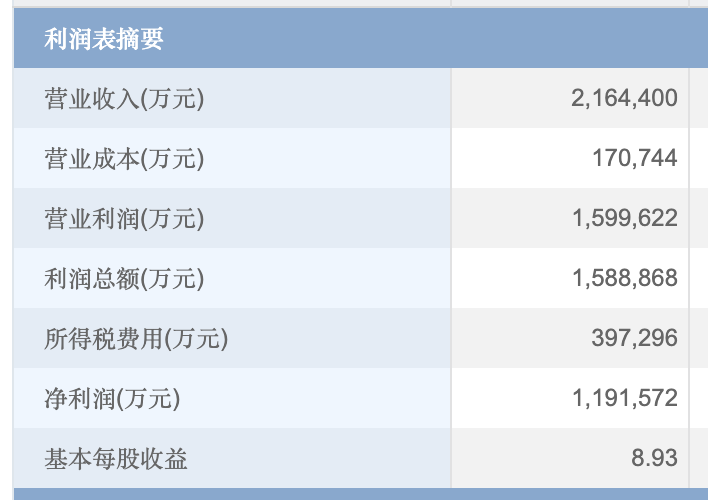 利润表摘要
营业收入(万元) 2,164,400
营业成本(万元) 170,744
营业利润(万元) 1,599,622
利润总额(万元) 1,588,868
所得税费用(万元) 397,296
净利润(万元) 1,191,572
基本每股收益 8.93